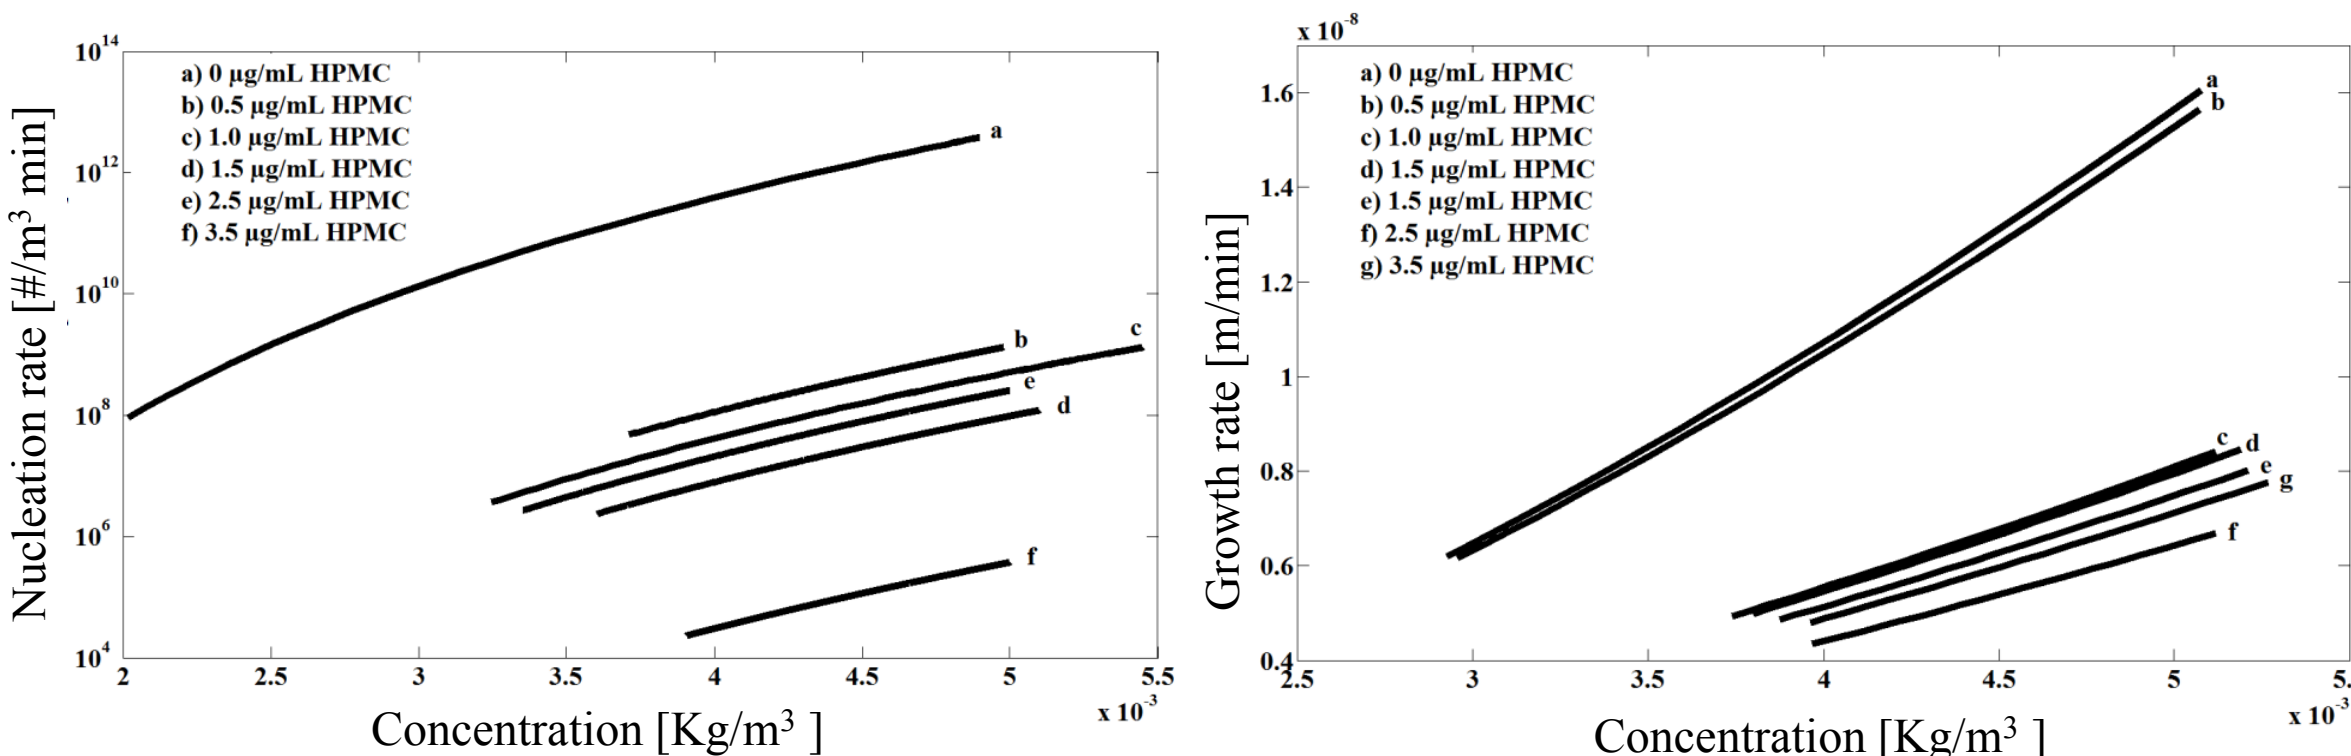 Nucleation rate [#/m³ min]
10¹⁴
10¹²
10¹⁰
10⁸
10⁶
10⁴
a) 0 µg/mL HPMC
b) 0.5 µg/mL HPMC
c) 1.0 µg/mL HPMC
d) 1.5 µg/mL HPMC
e) 2.5 µg/mL HPMC
f) 3.5 µg/mL HPMC
a
b
c
e
d
f
2 2.5 3 3.5 4 4.5 5 5.5
x 10⁻³
Concentration [Kg/m³ ]
Growth rate [m/min]
x 10⁻⁸
1.6
1.4
1.2
1
0.8
0.6
0.4
a) 0 µg/mL HPMC
b) 0.5 µg/mL HPMC
c) 1.0 µg/mL HPMC
d) 1.5 µg/mL HPMC
e) 1.5 µg/mL HPMC
f) 2.5 µg/mL HPMC
g) 3.5 µg/mL HPMC
a
b
c d
e
g
f
2.5 3 3.5 4 4.5 5 5.
x 10⁻³
Concentration [Kg/m³ ]